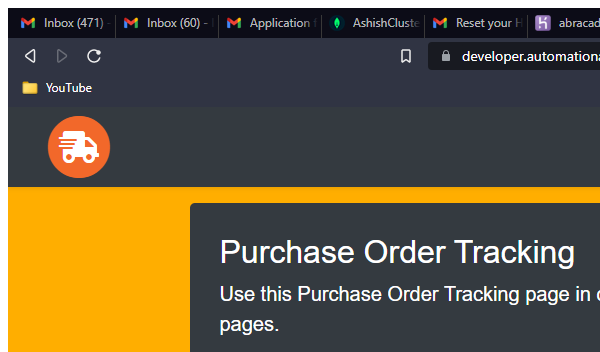 Inbox (471) - Inbox (60) - Application AshishCluste Reset your abracad
developer.automationa
YouTube
Purchase Order Tracking
Use this Purchase Order Tracking page in
pages.